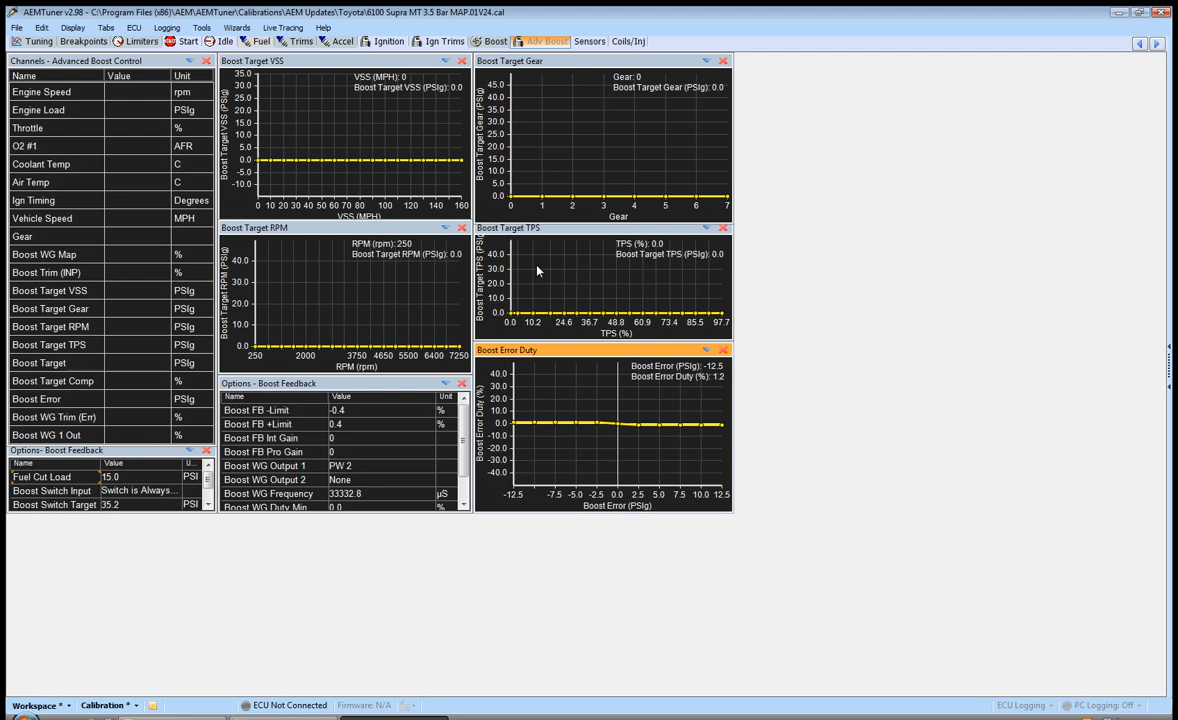 AEMTuner v2.98 - C:\Program Files\AEM\AEMTuner\Calibrations\AEM Updates\Toyota\6100 Supra MT 3.5 Bar MAP.01V24.cal
File Edit Display Tabs ECU Logging Tools Wizards Live Tracing Help
Tuning Breakpoints Limiters Start Idle Fuel Trims Accel Ignition Ign Trims Boost Adv Boost Sensors Coils/Inj
Channels - Advanced Boost Control
Name Value Unit
Engine Speed rpm
Engine Load PSIg
Throttle %
O2 #1 AFR
Coolant Temp C
Air Temp C
Ign Timing Degrees
Vehicle Speed MPH
Gear
Boost WG Map %
Boost Trim (INP) %
Boost Target VSS PSIg
Boost Target Gear PSIg
Boost Target RPM PSIg
Boost Target TPS PSIg
Boost Target PSIg
Boost Target Comp %
Boost Error PSIg
Boost WG Trim (Err) %
Boost WG 1 Out %
Options- Boost Feedback
Name Value U...
Fuel Cut Load 15.0 PSI
Boost Switch Input Switch is Always...
Boost Switch Target 35.2 PSI
Boost Target VSS
VSS (MPH): 0
Boost Target VSS (PSIg): 0.0
Boost Target VSS (PSIg)
35.0
30.0
25.0
20.0
15.0
10.0
5.0
0.0
-5.0
-10.0
0 10 20 30 40 50 60 70 80 100 120 140 160
VSS (MPH)
Boost Target RPM
RPM (rpm): 250
Boost Target RPM (PSIg): 0.0
Boost Target RPM (PSIg)
40.0
30.0
20.0
10.0
0.0
250 2000 3750 4650 5500 6400 7250
RPM (rpm)
Options - Boost Feedback
Name Value Unit
Boost FB -Limit -0.4 %
Boost FB +Limit 0.4 %
Boost FB Int Gain 0
Boost FB Pro Gain 0
Boost WG Output 1 PW 2
Boost WG Output 2 None
Boost WG Frequency 33332.8 µS
Boost WG Duty Min 0.0 %
Boost Target Gear
Gear: 0
Boost Target Gear (PSIg): 0.0
Boost Target Gear (PSIg)
45.0
40.0
35.0
30.0
25.0
20.0
15.0
10.0
5.0
0.0
0 1 2 3 4 5 6 7
Gear
Boost Target TPS
TPS (%): 0.0
Boost Target TPS (PSIg): 0.0
Boost Target TPS (PSIg
40.0
30.0
20.0
10.0
0.0
0.0 10.2 24.6 36.7 48.8 60.9 73.4 85.5 97.7
TPS (%)
Boost Error Duty
Boost Error (PSIg): -12.5
Boost Error Duty (%): 1.2
Boost Error Duty (%)
40.0
30.0
20.0
10.0
0.0
-10.0
-20.0
-30.0
-40.0
-12.5 -7.5 -5.0 -2.5 0.0 2.5 5.0 7.5 10.0 12.5
Boost Error (PSIg)
Workspace * Calibration * ECU Not Connected Firmware: N/A ECU Logging PC Logging: Off